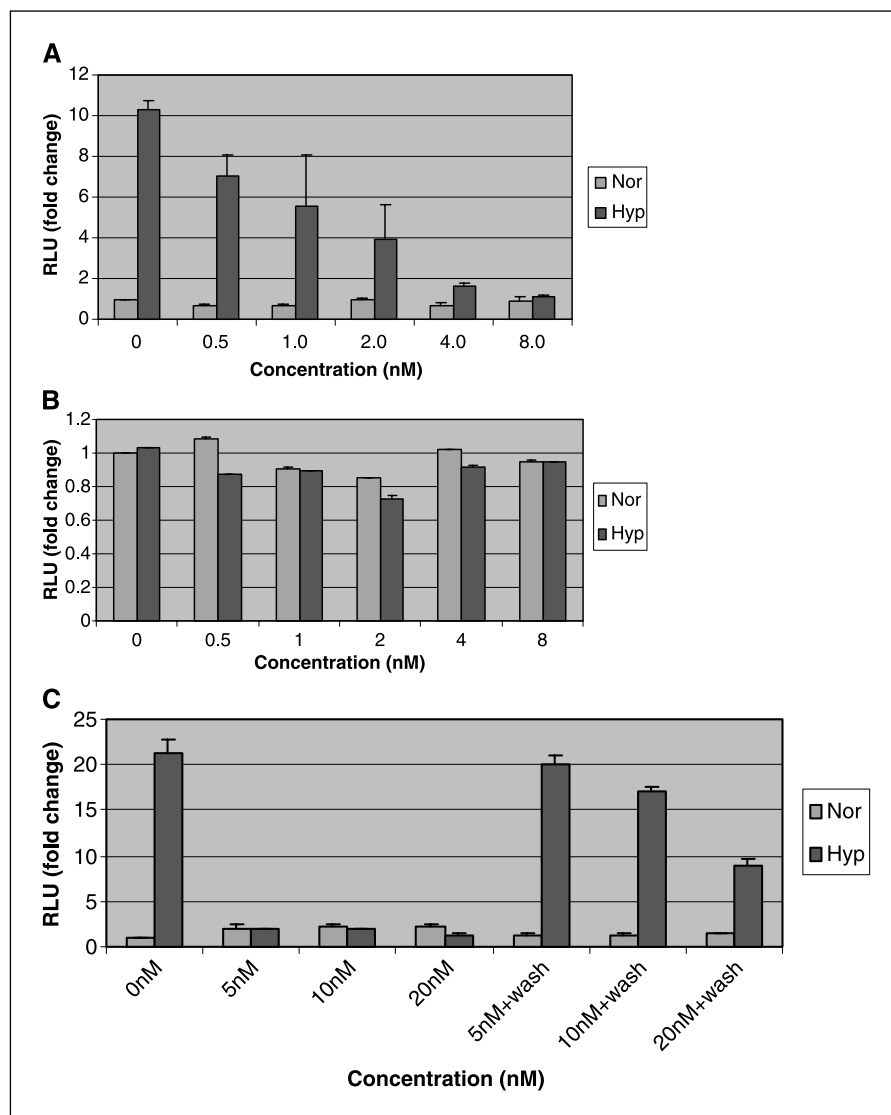 A
RLU (fold change)
12
10
8
6
4
2
0
0 0.5 1.0 2.0 4.0 8.0
Concentration (nM)
Nor
Hyp
B
RLU (fold change)
1.2
1
0.8
0.6
0.4
0.2
0
0 0.5 1 2 4 8
Concentration (nM)
Nor
Hyp
C
RLU (fold change)
25
20
15
10
5
0
0nM 5nM 10nM 20nM 5nM+wash 10nM+wash 20nM+wash
Concentration (nM)
Nor
Hyp